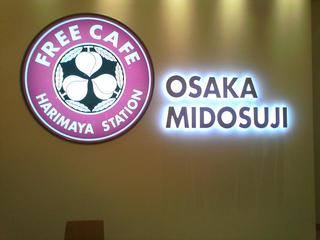 FREE CAFE
HARIMAYA STATION
OSAKA
MIDOSUJI